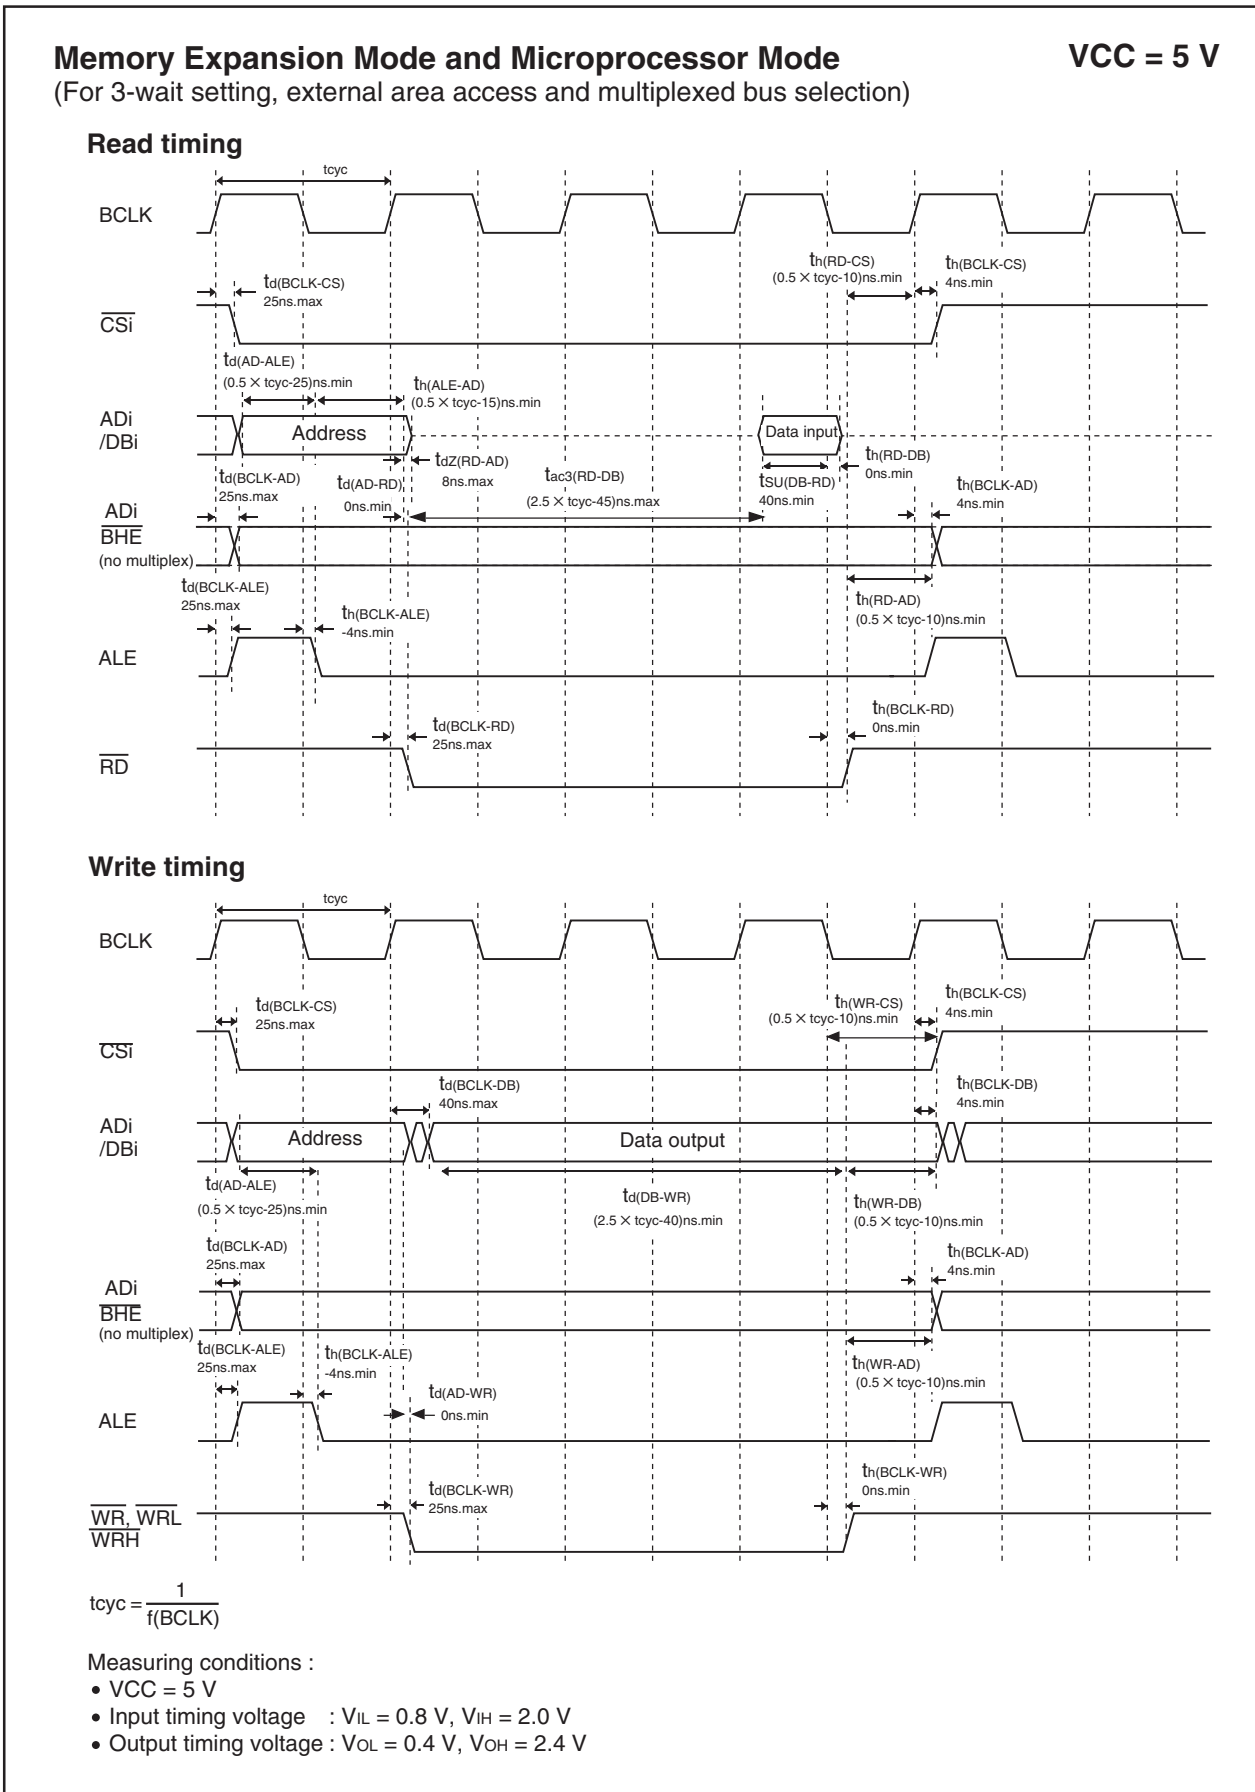 Memory Expansion Mode and Microprocessor Mode VCC = 5 V
(For 3-wait setting, external area access and multiplexed bus selection)
Read timing
tcyc
BCLK
th(RD-CS)
(0.5 × tcyc-10)ns.min
th(BCLK-CS)
4ns.min
td(BCLK-CS)
25ns.max
CSi
td(AD-ALE)
(0.5 × tcyc-25)ns.min
th(ALE-AD)
(0.5 × tcyc-15)ns.min
ADi
/DBi
Address
Data input
td(BCLK-AD)
25ns.max
td(AD-RD)
0ns.min
tdZ(RD-AD)
8ns.max
tac3(RD-DB)
(2.5 × tcyc-45)ns.max
tSU(DB-RD)
40ns.min
th(RD-DB)
0ns.min
th(BCLK-AD)
4ns.min
ADi
BHE
(no multiplex)
td(BCLK-ALE)
25ns.max
th(BCLK-ALE)
-4ns.min
th(RD-AD)
(0.5 × tcyc-10)ns.min
ALE
td(BCLK-RD)
25ns.max
th(BCLK-RD)
0ns.min
RD
Write timing
tcyc
BCLK
td(BCLK-CS)
25ns.max
th(WR-CS)
(0.5 × tcyc-10)ns.min
th(BCLK-CS)
4ns.min
CSi
td(BCLK-DB)
40ns.max
th(BCLK-DB)
4ns.min
ADi
/DBi
Address
Data output
td(AD-ALE)
(0.5 × tcyc-25)ns.min
td(DB-WR)
(2.5 × tcyc-40)ns.min
th(WR-DB)
(0.5 × tcyc-10)ns.min
td(BCLK-AD)
25ns.max
th(BCLK-AD)
4ns.min
ADi
BHE
(no multiplex)
td(BCLK-ALE)
25ns.max
th(BCLK-ALE)
-4ns.min
th(WR-AD)
(0.5 × tcyc-10)ns.min
td(AD-WR)
0ns.min
ALE
td(BCLK-WR)
25ns.max
th(BCLK-WR)
0ns.min
WR, WRL
WRH
tcyc = 1
f(BCLK)
Measuring conditions :
• VCC = 5 V
• Input timing voltage : VIL = 0.8 V, VIH = 2.0 V
• Output timing voltage : VOL = 0.4 V, VOH = 2.4 V